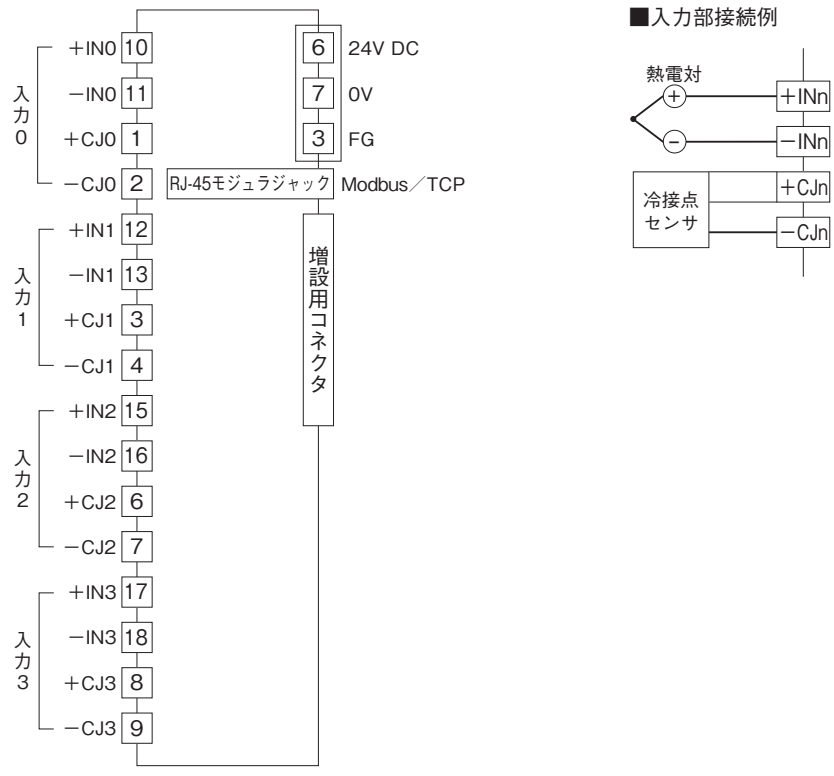 +IN0 10
−IN0 11
+CJ0 1
−CJ0 2
入力0
+IN1 12
−IN1 13
+CJ1 3
−CJ1 4
入力1
+IN2 15
−IN2 16
+CJ2 6
−CJ2 7
入力2
+IN3 17
−IN3 18
+CJ3 8
−CJ3 9
入力3
6 24V DC
7 0V
3 FG
RJ-45モジュラジャック Modbus/TCP
増設用コネクタ
■入力部接続例
熱電対
+
−
+INn
−INn
冷接点
センサ
+CJn
−CJn